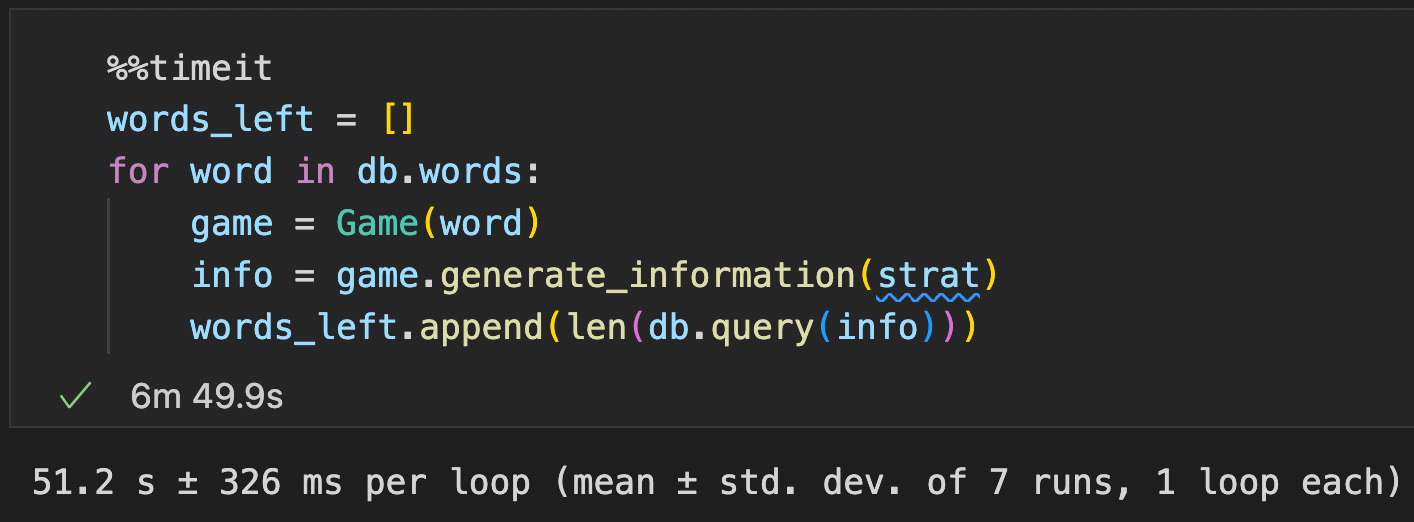 %%timeit
words_left = []
for word in db.words:
    game = Game(word)
    info = game.generate_information(strat)
    words_left.append(len(db.query(info)))
6m 49.9s
51.2 s ± 326 ms per loop (mean ± std. dev. of 7 runs, 1 loop each)